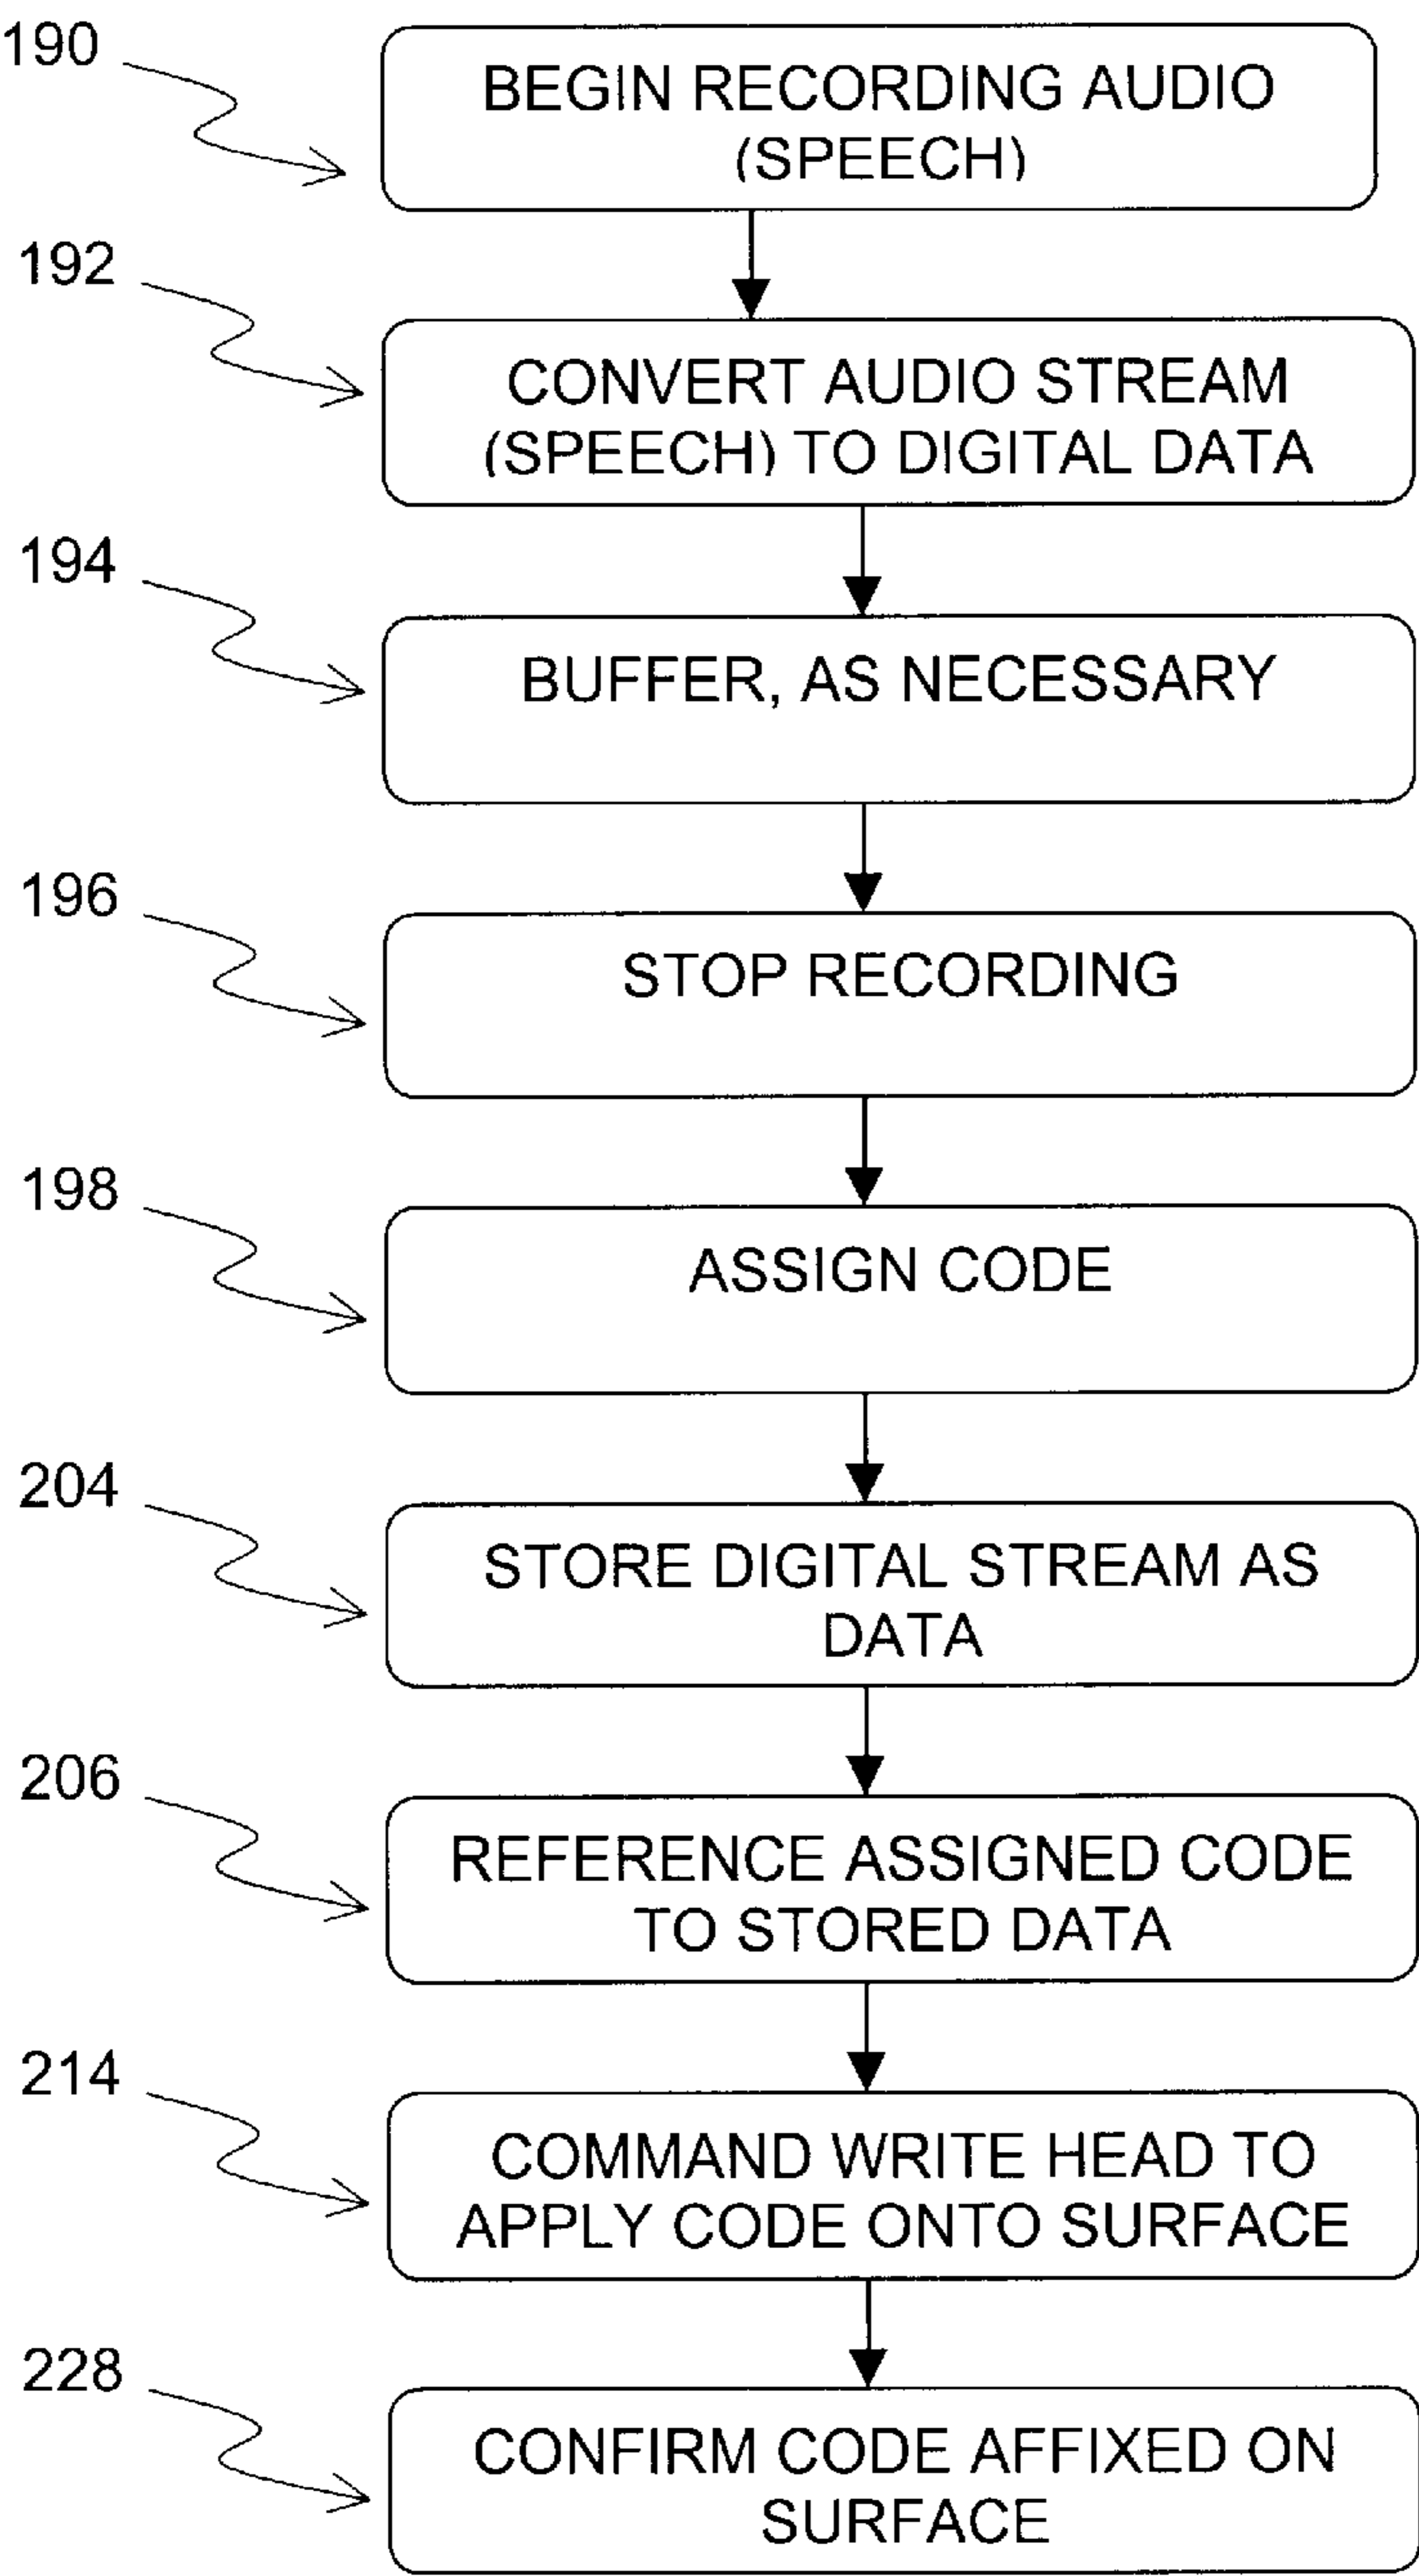 190
BEGIN RECORDING AUDIO
(SPEECH)
192
CONVERT AUDIO STREAM
(SPEECH) TO DIGITAL DATA
194
BUFFER, AS NECESSARY
196
STOP RECORDING
198
ASSIGN CODE
204
STORE DIGITAL STREAM AS
DATA
206
REFERENCE ASSIGNED CODE
TO STORED DATA
214
COMMAND WRITE HEAD TO
APPLY CODE ONTO SURFACE
228
CONFIRM CODE AFFIXED ON
SURFACE